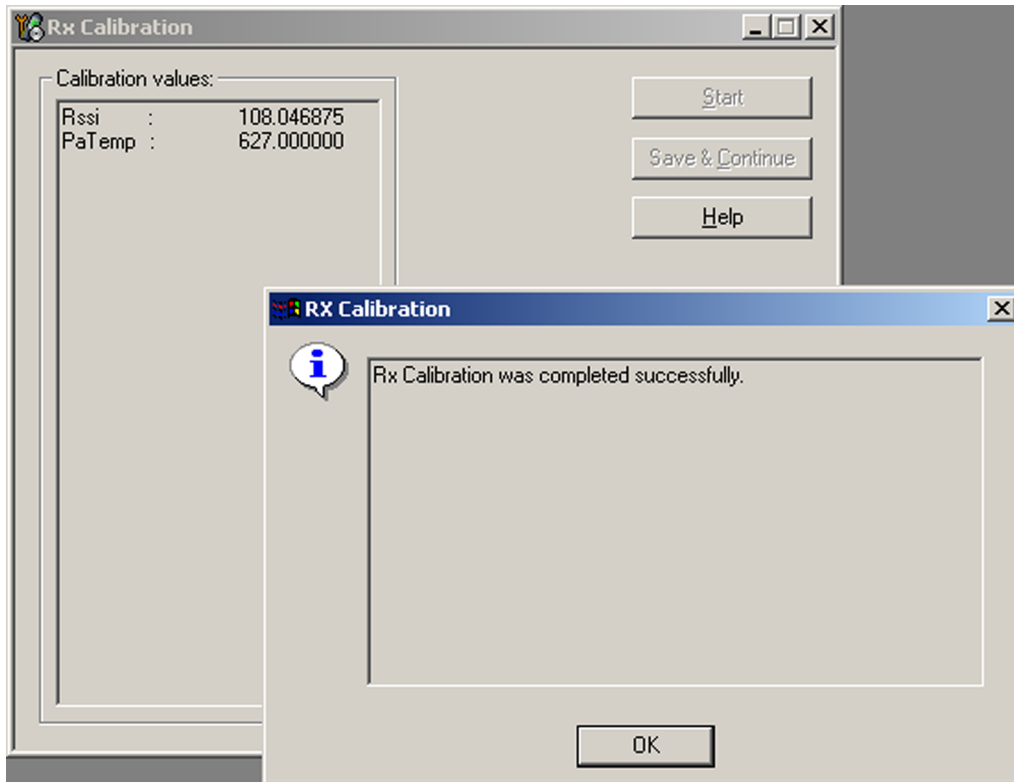 Rx Calibration
Calibration values:
Rssi : 108.046875
PaTemp : 627.000000
Start
Save & Continue
Help
RX Calibration
Rx Calibration was completed successfully.
OK